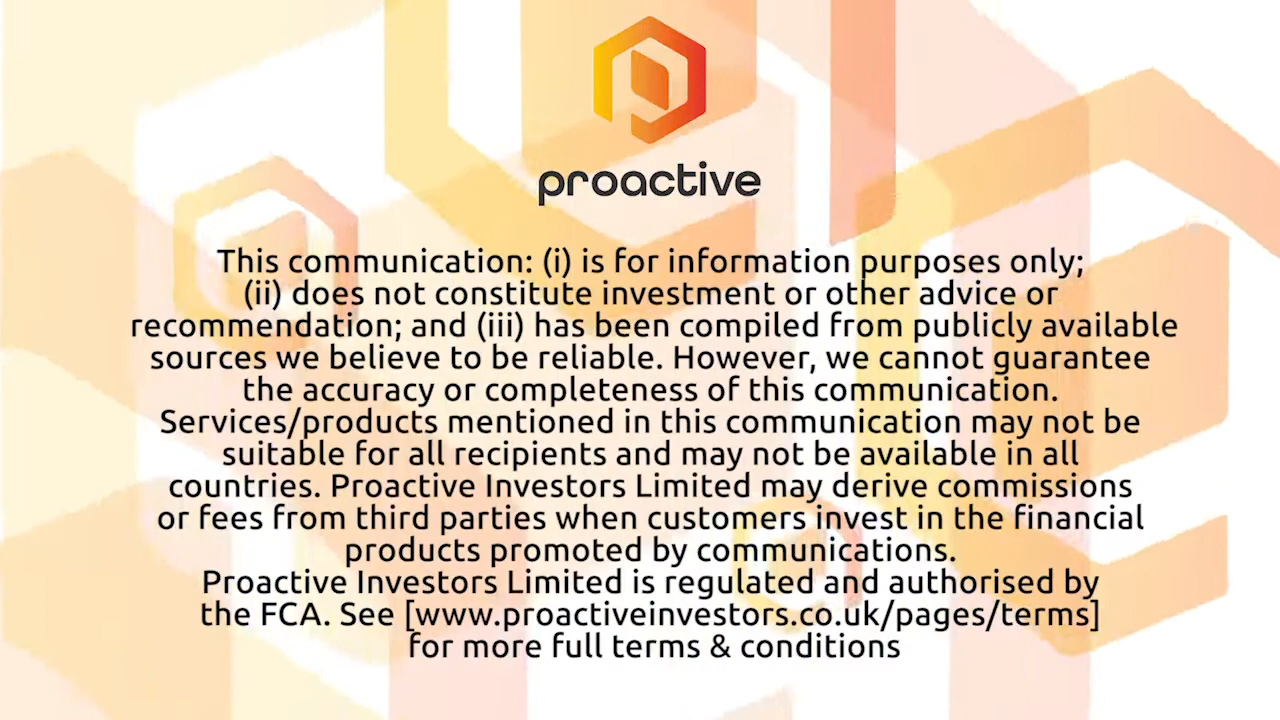 proactive
This communication: (i) is for information purposes only;
(ii) does not constitute investment or other advice or
recommendation; and (iii) has been compiled from publicly available
sources we believe to be reliable. However, we cannot guarantee
the accuracy or completeness of this communication.
Services/products mentioned in this communication may not be
suitable for all recipients and may not be available in all
countries. Proactive Investors Limited may derive commissions
or fees from third parties when customers invest in the financial
products promoted by communications.
Proactive Investors Limited is regulated and authorised by
the FCA. See [www.proactiveinvestors.co.uk/pages/terms]
for more full terms & conditions